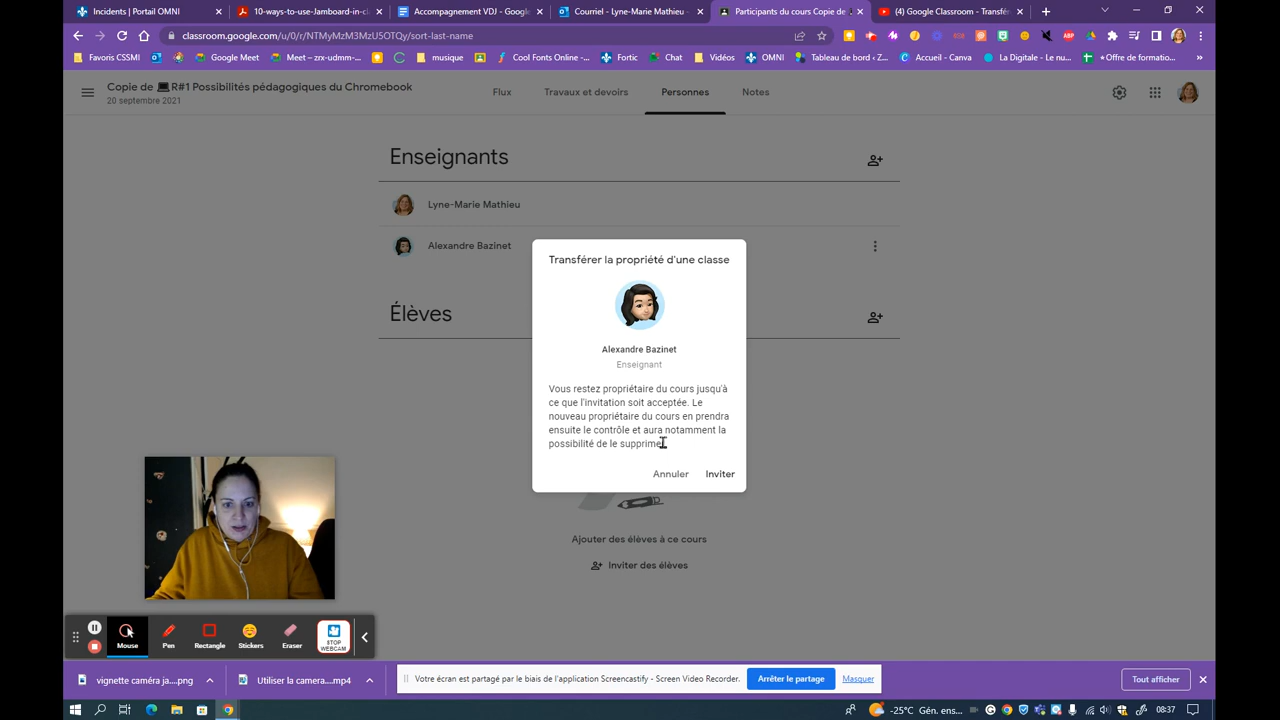 Incidents | Portail OMNI
10-ways-to-use-Jamboard-in-c
Accompagnement VDJ - Google
Courriel - Lyne-Marie Mathieu -
Participants du cours Copie de
(4) Google Classroom - Transfé
classroom.google.com/u/0/r/NTMyMzM3MzU5OTQy/sort-last-name
Favoris CSSMI
Google Meet
Meet – zrx-udmm-...
musique
Cool Fonts Online -...
Fortic
Chat
Vidéos
OMNI
Tableau de bord ‹ Z...
Accueil - Canva
La Digitale - Le nu...
*Offre de formatio...
Copie de R#1 Possibilités pédagogiques du Chromebook
20 septembre 2021
Flux
Travaux et devoirs
Personnes
Notes
Enseignants
Lyne-Marie Mathieu
Alexandre Bazinet
Élèves
Transférer la propriété d'une classe
Alexandre Bazinet
Enseignant
Vous restez propriétaire du cours jusqu'à
ce que l'invitation soit acceptée. Le
nouveau propriétaire du cours en prendra
ensuite le contrôle et aura notamment la
possibilité de le supprimer.
Annuler
Inviter
Ajouter des élèves à ce cours
Inviter des élèves
Mouse
Pen
Rectangle
Stickers
Eraser
STOP
WEBCAM
vignette caméra ja....png
Utiliser la camera....mp4
Votre écran est partagé par le biais de l'application Screencastify - Screen Video Recorder.
Arrêter le partage
Masquer
Tout afficher
-25°C Gén. ens...
08:37